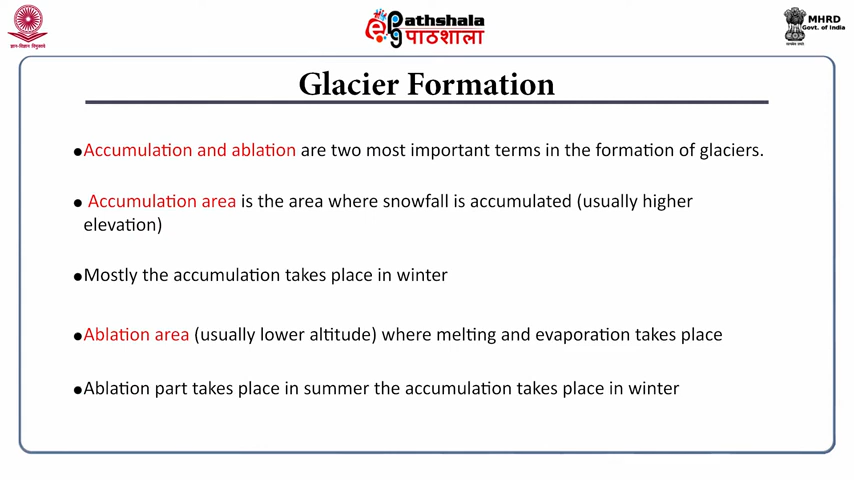 ज्ञान-विज्ञान विमुक्तये
Pathshala
पाठशाला
MHRD
Govt. of India
Glacier Formation
●Accumulation and ablation are two most important terms in the formation of glaciers.
● Accumulation area is the area where snowfall is accumulated (usually higher
elevation)
●Mostly the accumulation takes place in winter
●Ablation area (usually lower altitude) where melting and evaporation takes place
●Ablation part takes place in summer the accumulation takes place in winter